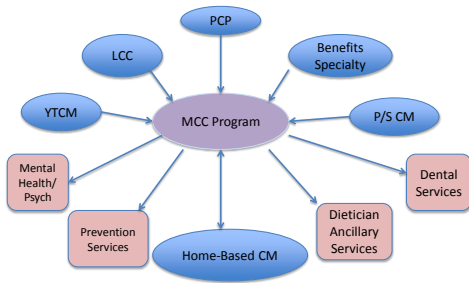 PCP
LCC
Benefits
Specialty
YTCM
MCC Program
P/S CM
Mental
Health/
Psych
Dental
Services
Prevention
Services
Dietician
Ancillary
Services
Home-Based CM